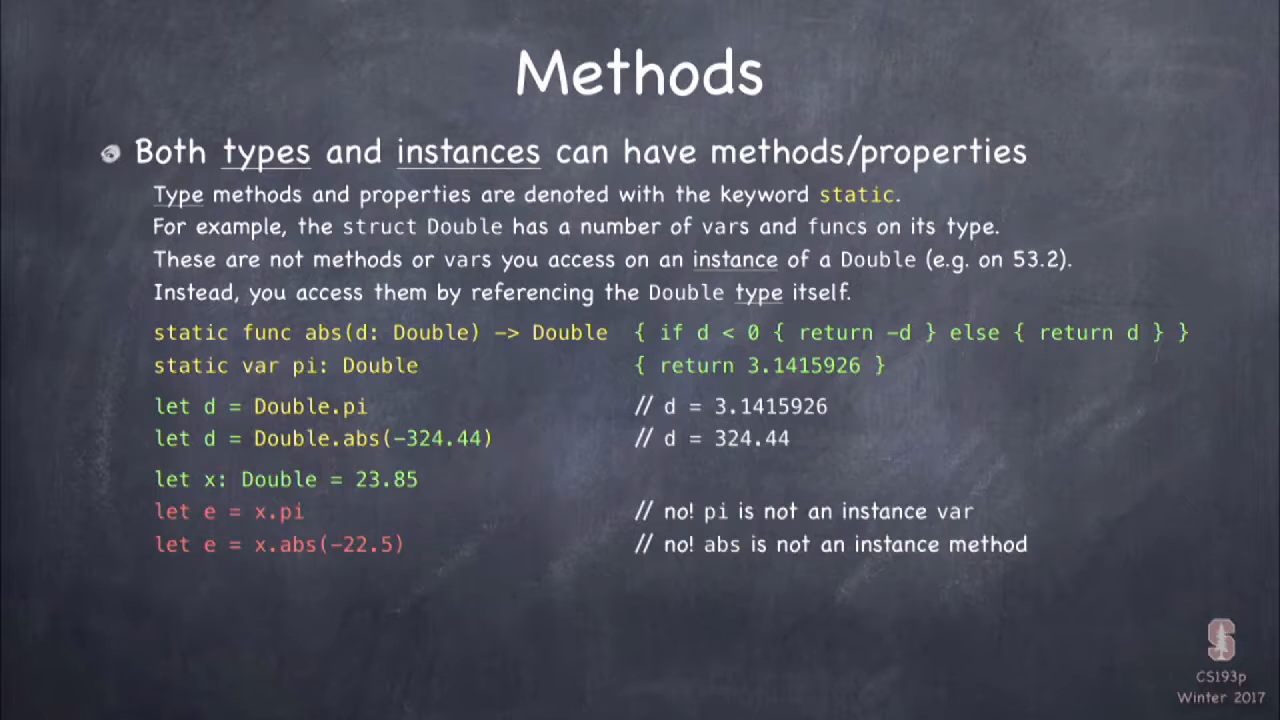 Methods
Both types and instances can have methods/properties
Type methods and properties are denoted with the keyword static.
For example, the struct Double has a number of vars and funcs on its type.
These are not methods or vars you access on an instance of a Double (e.g. on 53.2).
Instead, you access them by referencing the Double type itself.
static func abs(d: Double) -> Double { if d < 0 { return -d } else { return d } }
static var pi: Double { return 3.1415926 }
let d = Double.pi // d = 3.1415926
let d = Double.abs(-324.44) // d = 324.44
let x: Double = 23.85
let e = x.pi // no! pi is not an instance var
let e = x.abs(-22.5) // no! abs is not an instance method
S
CS193p
Winter 2017